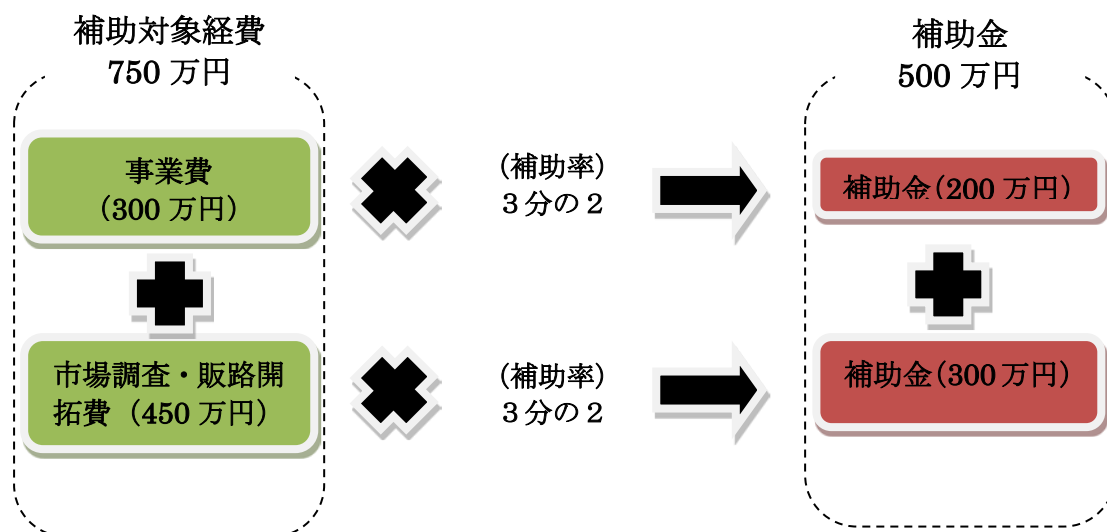 補助対象経費
750 万円
補助金
500 万円
事業費
(300 万円)
(補助率)
３分の２
補助金(200 万円)
市場調査・販路開
拓費 (450 万円)
(補助率)
３分の２
補助金(300 万円)